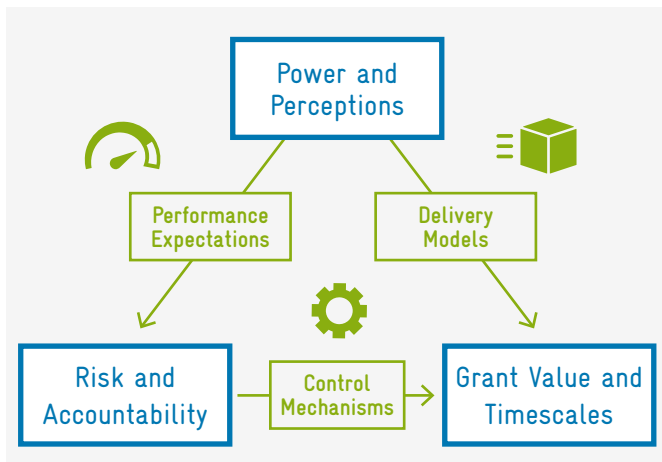 Power and
Perceptions
Performance
Expectations
Delivery
Models
Risk and
Accountability
Control
Mechanisms
Grant Value and
Timescales